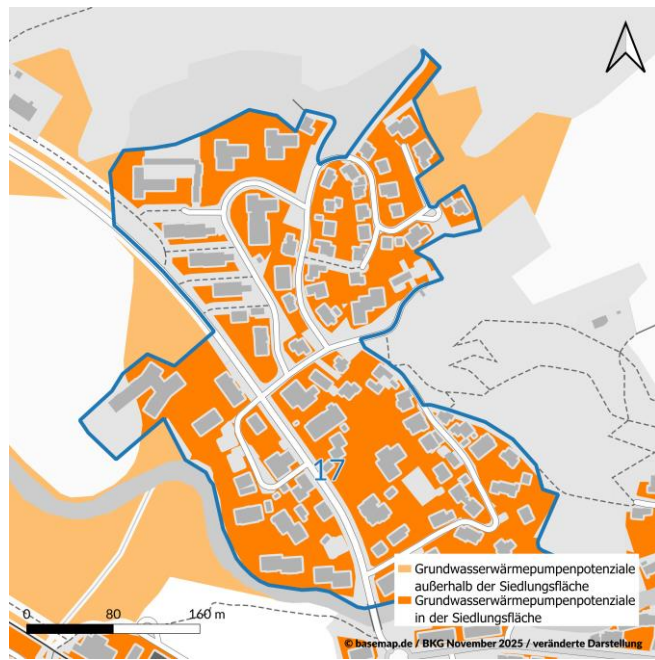 17
Grundwasserwärmepumpenpotenziale
außerhalb der Siedlungsfläche
Grundwasserwärmepumpenpotenziale
in der Siedlungsfläche
0 80 160 m
© basemap.de / BKG November 2025 / veränderte Darstellung